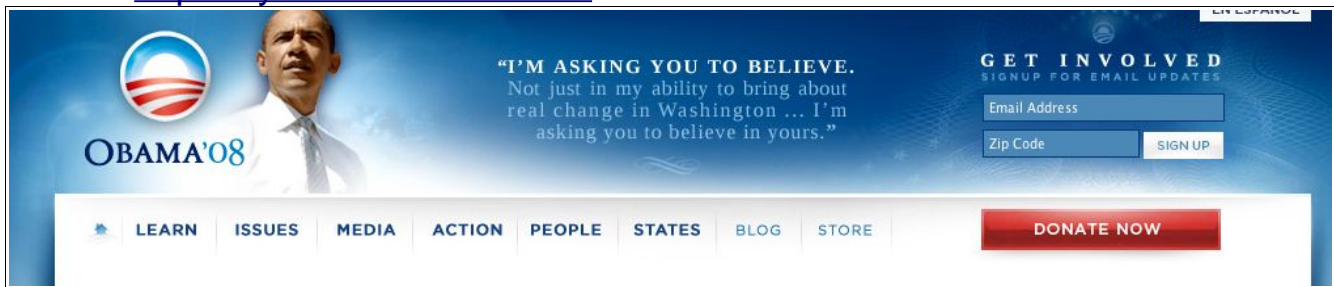 EN ESPAÑOL
OBAMA'08
“I'M ASKING YOU TO BELIEVE.
Not just in my ability to bring about
real change in Washington ... I'm
asking you to believe in yours.”
GET INVOLVED
SIGNUP FOR EMAIL UPDATES
Email Address
Zip Code
SIGN UP
LEARN ISSUES MEDIA ACTION PEOPLE STATES BLOG STORE
DONATE NOW